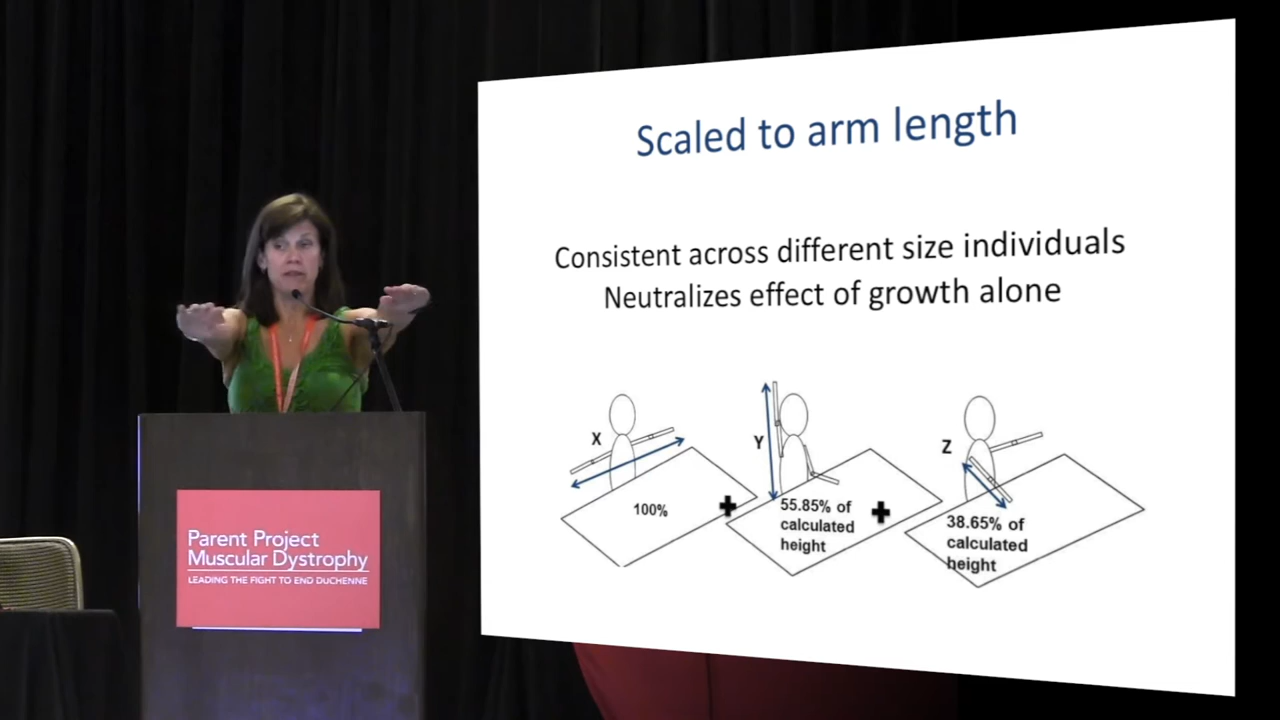 Scaled to arm length
Consistent across different size individuals
Neutralizes effect of growth alone
X
100%
Y
55.85% of
calculated
height
Z
38.65% of
calculated
height
Parent Project
Muscular Dystrophy
LEADING THE FIGHT TO END DUCHENNE